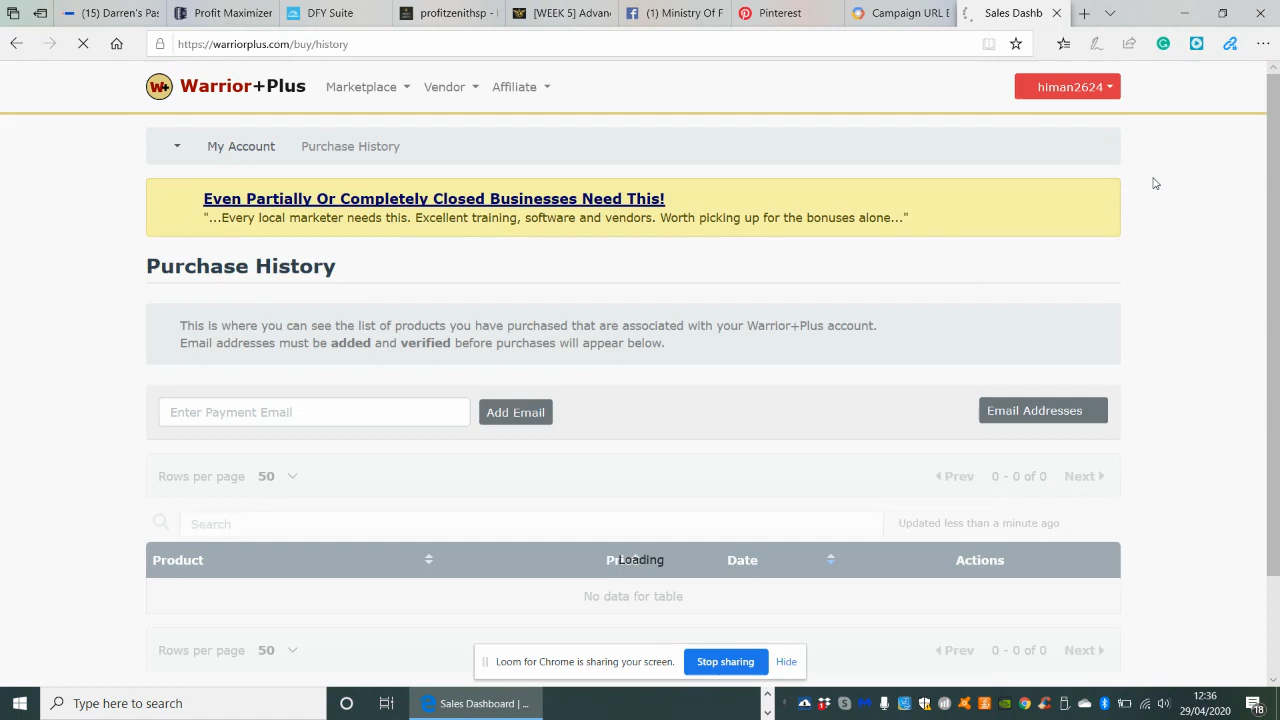 1) Darren's Pos
Profit Maximizer
DFY Suite
profitzenithsp -
[WEEK 5] Advanc
(1) Ministry Of F
Pinterest
Campaign URL B
Sales Dashb
https://warriorplus.com/buy/history
Warrior+Plus
Marketplace
Vendor
Affiliate
himan2624
My Account
Purchase History
Even Partially Or Completely Closed Businesses Need This!
"...Every local marketer needs this. Excellent training, software and vendors. Worth picking up for the bonuses alone..."
Purchase History
This is where you can see the list of products you have purchased that are associated with your Warrior+Plus account.
Email addresses must be added and verified before purchases will appear below.
Enter Payment Email
Add Email
Email Addresses
Rows per page 50
Prev 0 - 0 of 0 Next
Search
Updated less than a minute ago
Product
Loading
Date
Actions
No data for table
Rows per page 50
Prev 0 - 0 of 0 Next
Loom for Chrome is sharing your screen.
Stop sharing
Hide
Type here to search
Sales Dashboard | ...
12:36
29/04/2020
18